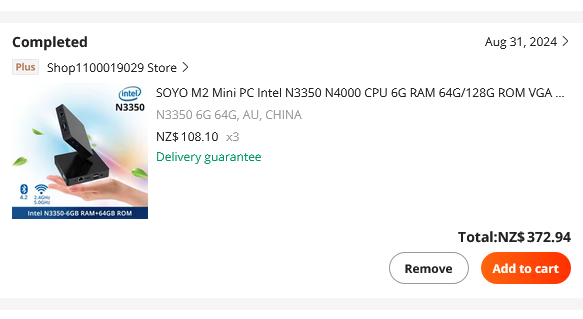 Completed
Aug 31, 2024
Plus Shop1100019029 Store
intel
N3350
4.2
2.4GHz
5.0GHz
Intel N3350-6GB RAM+64GB ROM
SOYO M2 Mini PC Intel N3350 N4000 CPU 6G RAM 64G/128G ROM VGA ...
N3350 6G 64G, AU, CHINA
NZ$108.10 x3
Delivery guarantee
Total:NZ$372.94
Remove
Add to cart